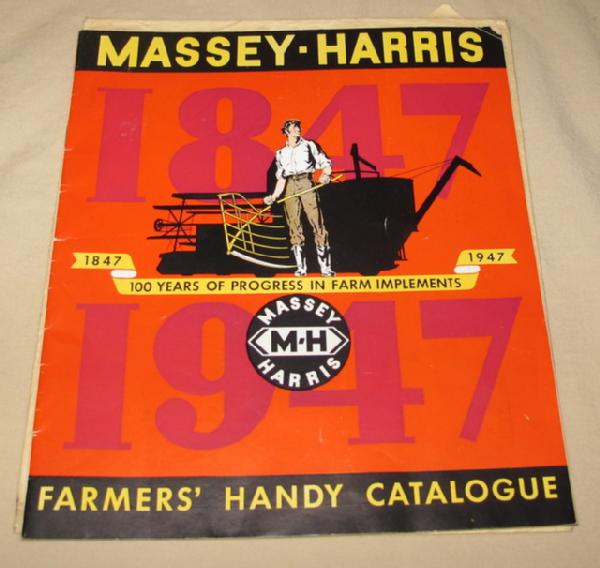 MASSEY-HARRIS
1847
1847
1947
100 YEARS OF PROGRESS IN FARM IMPLEMENTS
MASSEY
M-H
HARRIS
1947
FARMERS' HANDY CATALOGUE